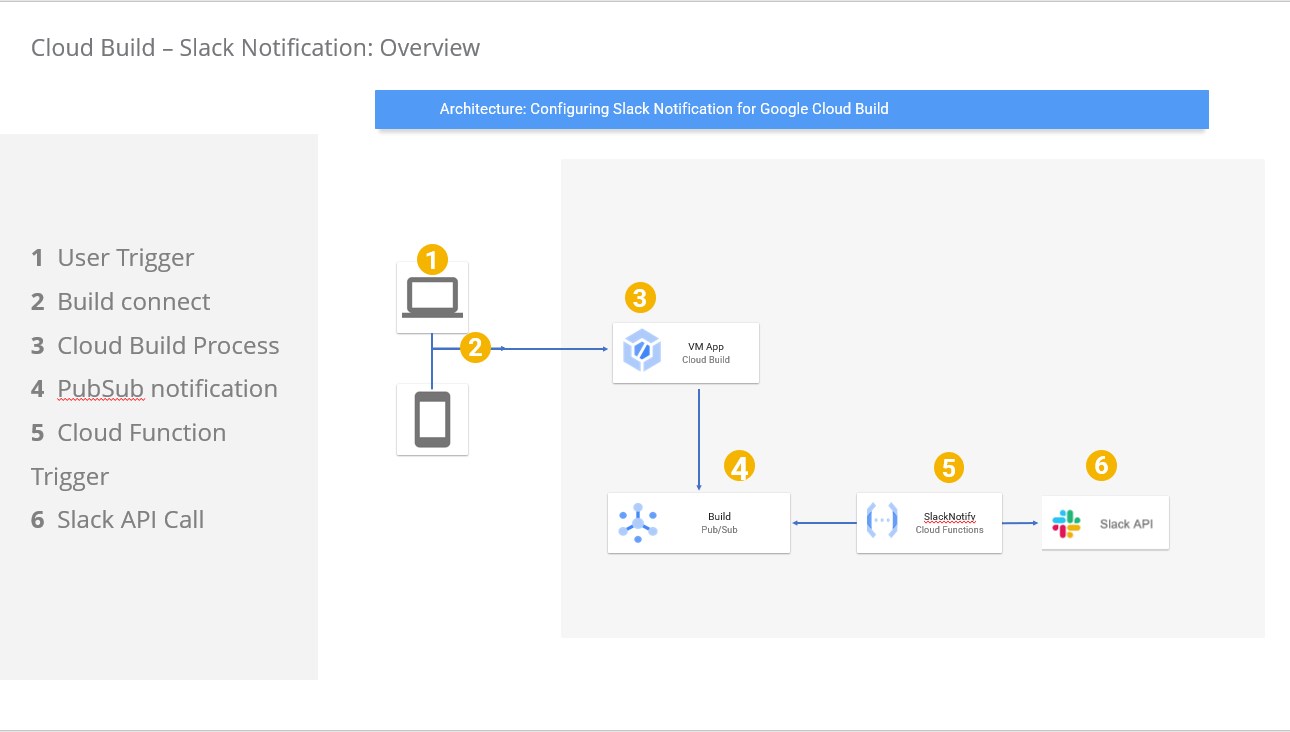 Cloud Build – Slack Notification: Overview
Architecture: Configuring Slack Notification for Google Cloud Build
1 User Trigger
2 Build connect
3 Cloud Build Process
4 PubSub notification
5 Cloud Function
Trigger
6 Slack API Call
1
2
3
VM App
Cloud Build
4
Build
Pub/Sub
5
SlackNotify
Cloud Functions
6
Slack API